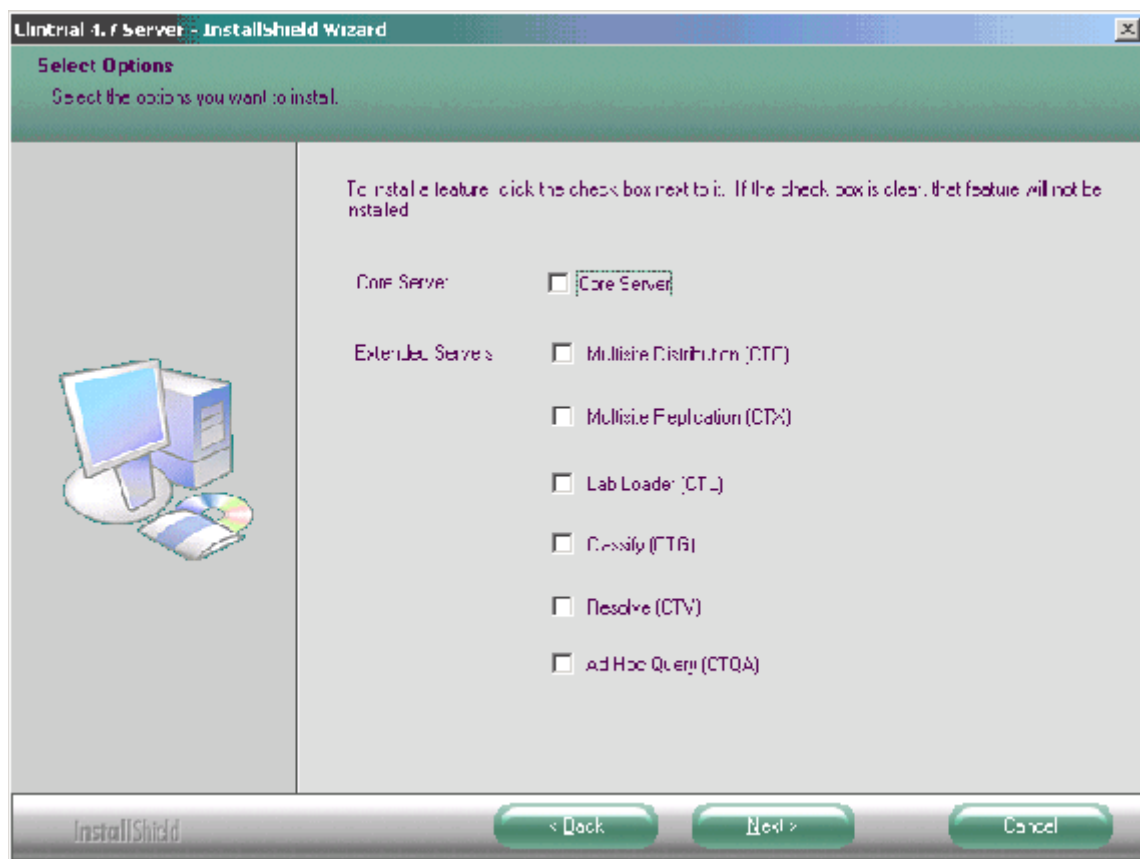 Clintrial 4.7 Server - InstallShield Wizard
Select Options
Select the options you want to install.
To install a feature, click the check box next to it. If the check box is clear, that feature will not be
installed.
Core Server
Core Server
Extended Servers
Multisite Distribution
Multisite Replication (CTX)
Lab Loader (CTL)
Classify (CTG)
Resolve (CTV)
Ad Hoc Query (CTQA)
InstallShield
< Back
Next >
Cancel